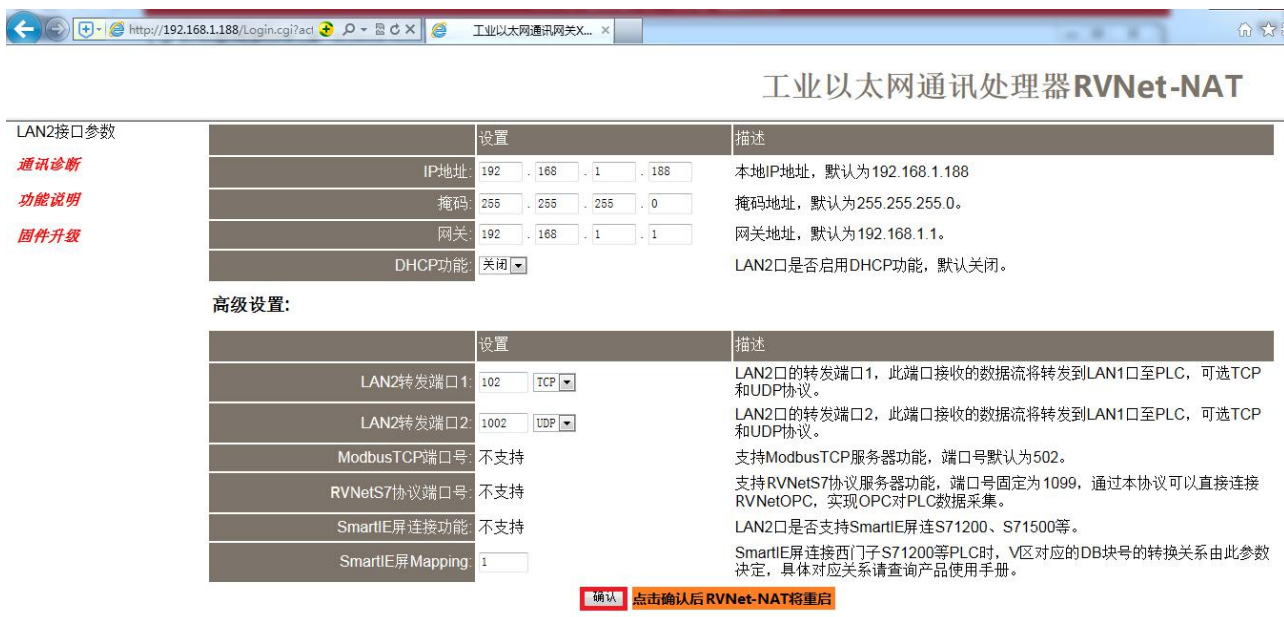 http://192.168.1.188/Login.cgi?act
工业以太网通讯网关X...
工业以太网通讯处理器RVNet-NAT
LAN2接口参数
通讯诊断
功能说明
固件升级
设置 描述
IP地址: 192 . 168 . 1 . 188 本地IP地址，默认为192.168.1.188
掩码: 255 . 255 . 255 . 0 掩码地址，默认为255.255.255.0。
网关: 192 . 168 . 1 . 1 网关地址，默认为192.168.1.1。
DHCP功能: 关闭 LAN2口是否启用DHCP功能，默认关闭。
高级设置:
设置 描述
LAN2转发端口1: 102 TCP LAN2口的转发端口1，此端口接收的数据流将转发到LAN1口至PLC，可选TCP
和UDP协议。
LAN2转发端口2: 1002 UDP LAN2口的转发端口2，此端口接收的数据流将转发到LAN1口至PLC，可选TCP
和UDP协议。
ModbusTCP端口号: 不支持 支持ModbusTCP服务器功能，端口号默认为502。
RVNetS7协议端口号: 不支持 支持RVNetS7协议服务器功能，端口号固定为1099，通过本协议可以直接连接
RVNetOPC，实现OPC对PLC数据采集。
SmartIE屏连接功能: 不支持 LAN2口是否支持SmartIE屏连S71200、S71500等。
SmartIE屏Mapping: 1 SmartIE屏连接西门子S71200等PLC时，V区对应的DB块号的转换关系由此参数
决定，具体对应关系请查询产品使用手册。
确认 点击确认后RVNet-NAT将重启